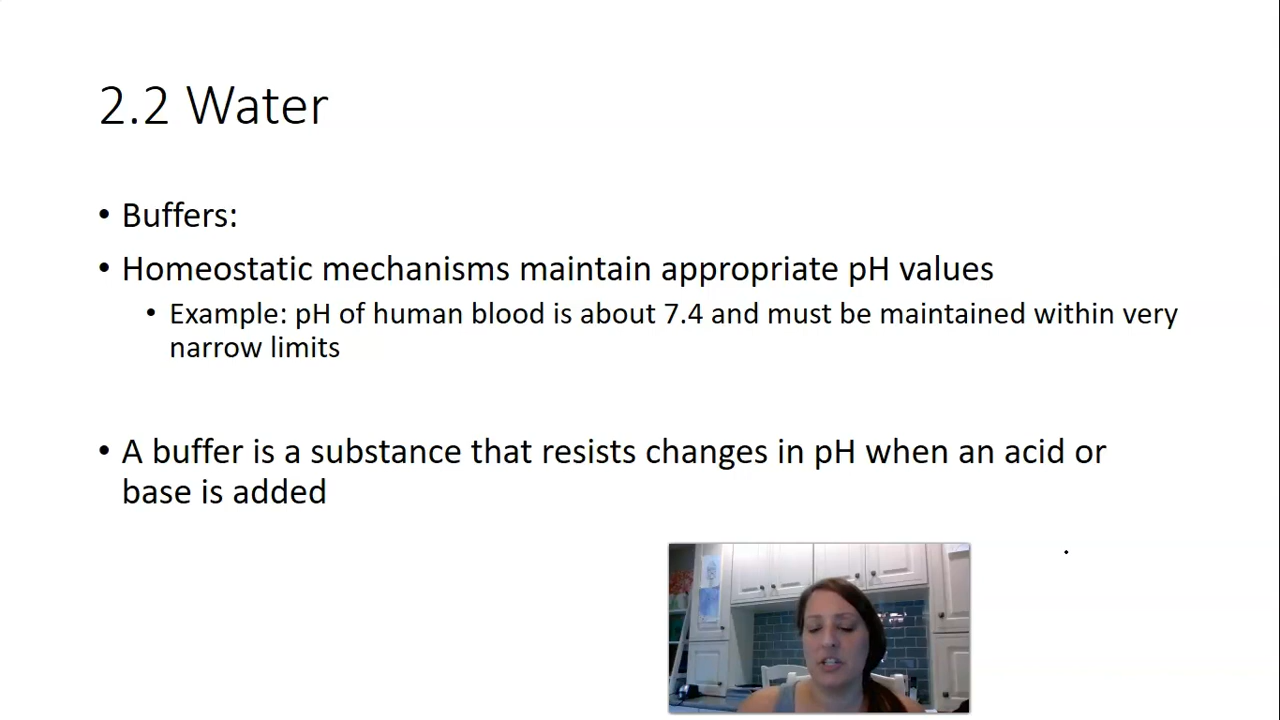 2.2 Water
• Buffers:
• Homeostatic mechanisms maintain appropriate pH values
• Example: pH of human blood is about 7.4 and must be maintained within very
narrow limits
• A buffer is a substance that resists changes in pH when an acid or
base is added